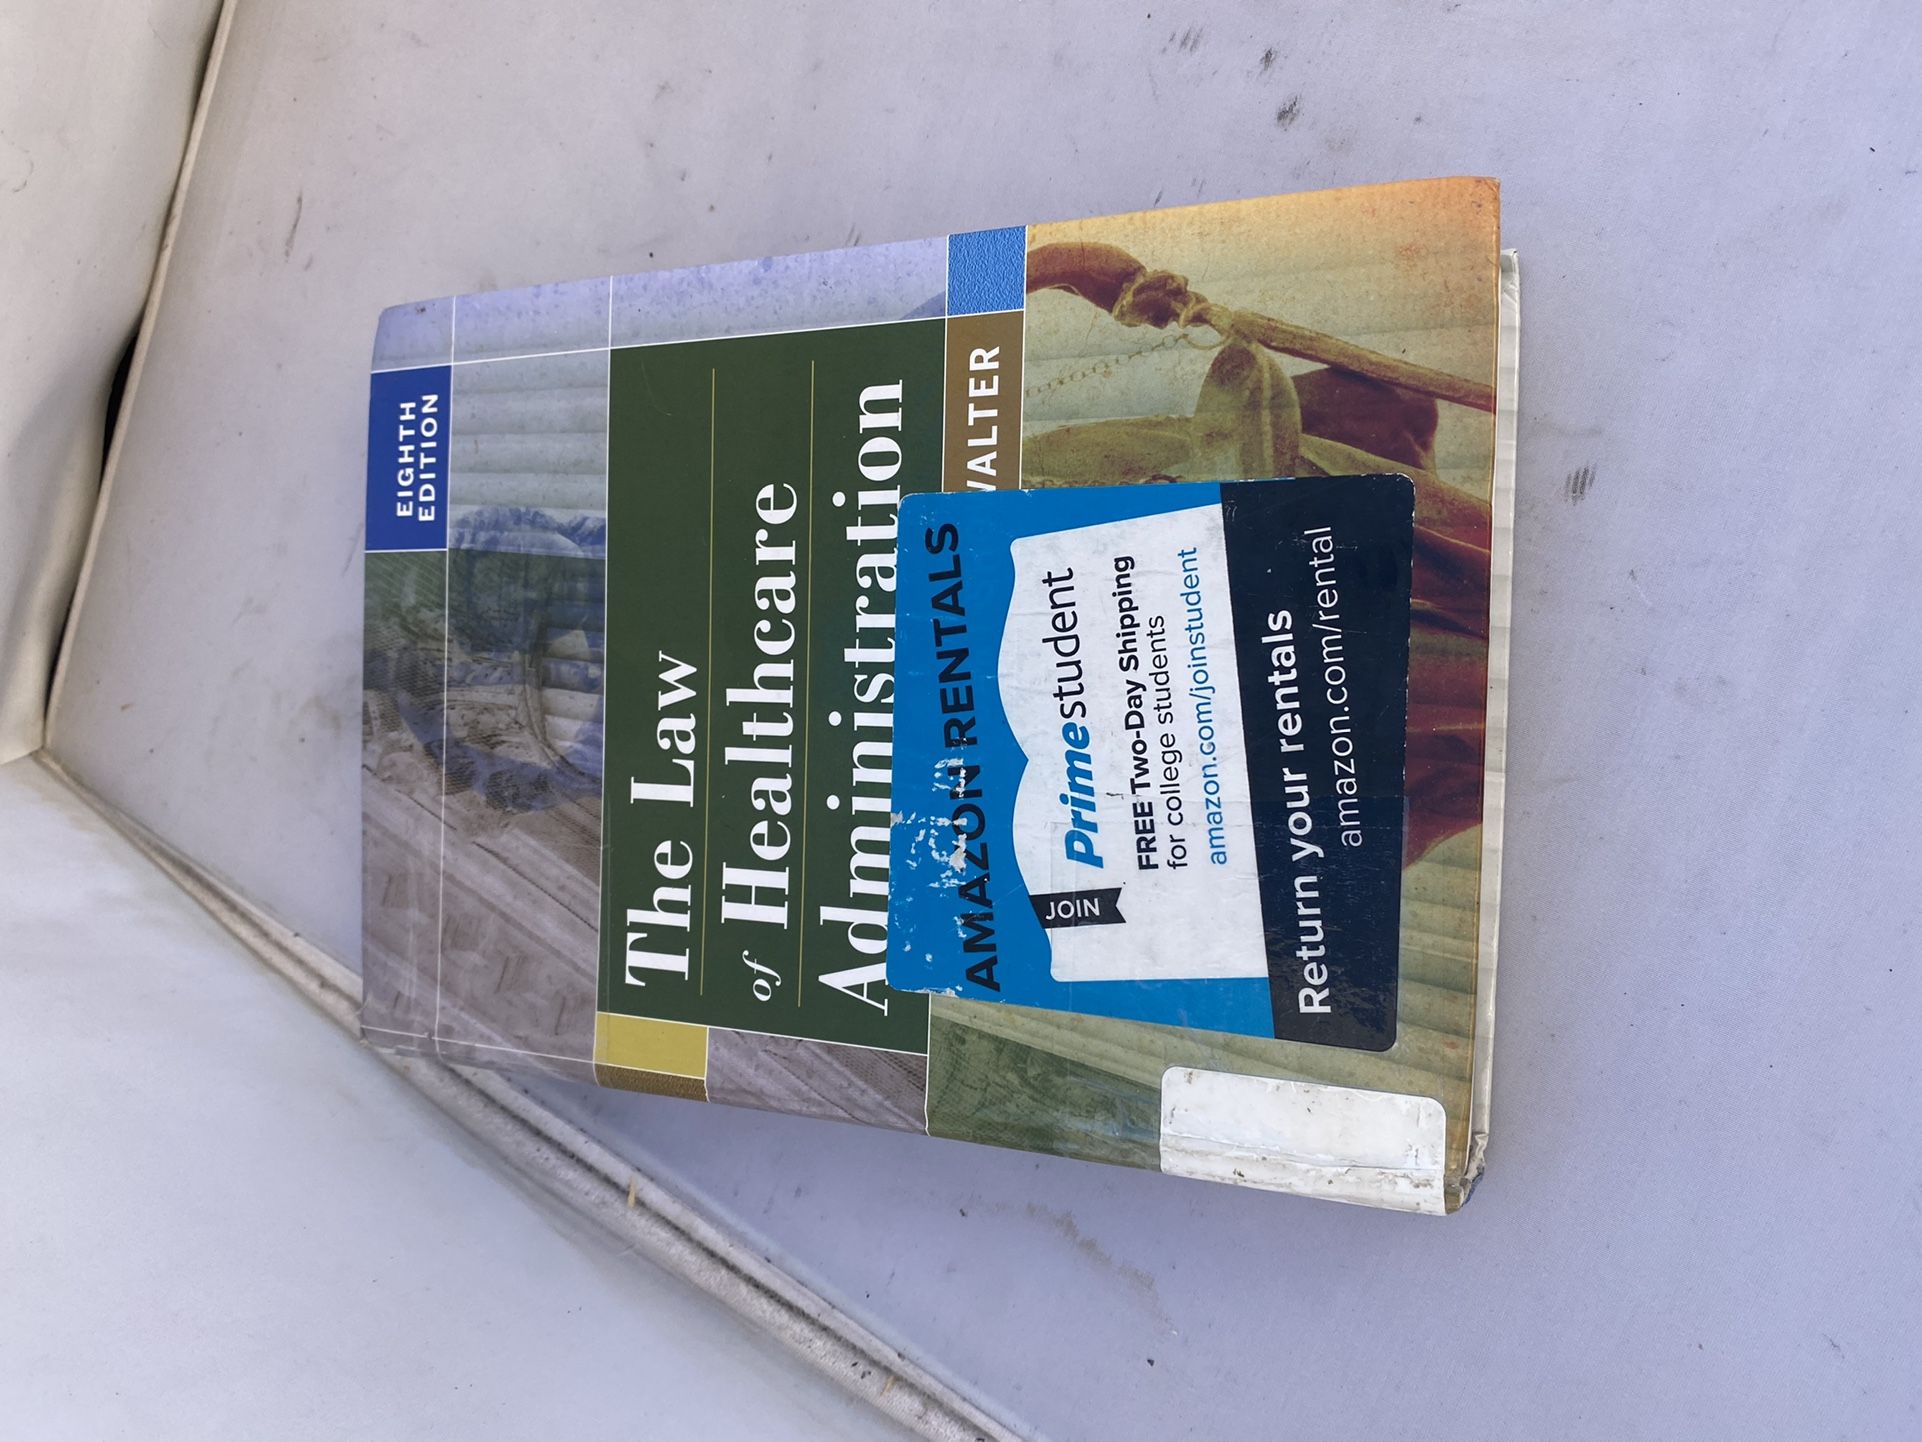 EIGHTH
EDITION
The Law
of Healthcare
Administration
WALTER
AMAZON RENTALS
JOIN
Primestudent
FREE Two-Day Shipping
for college students
amazon.com/joinstudent
Return your rentals
amazon.com/rental